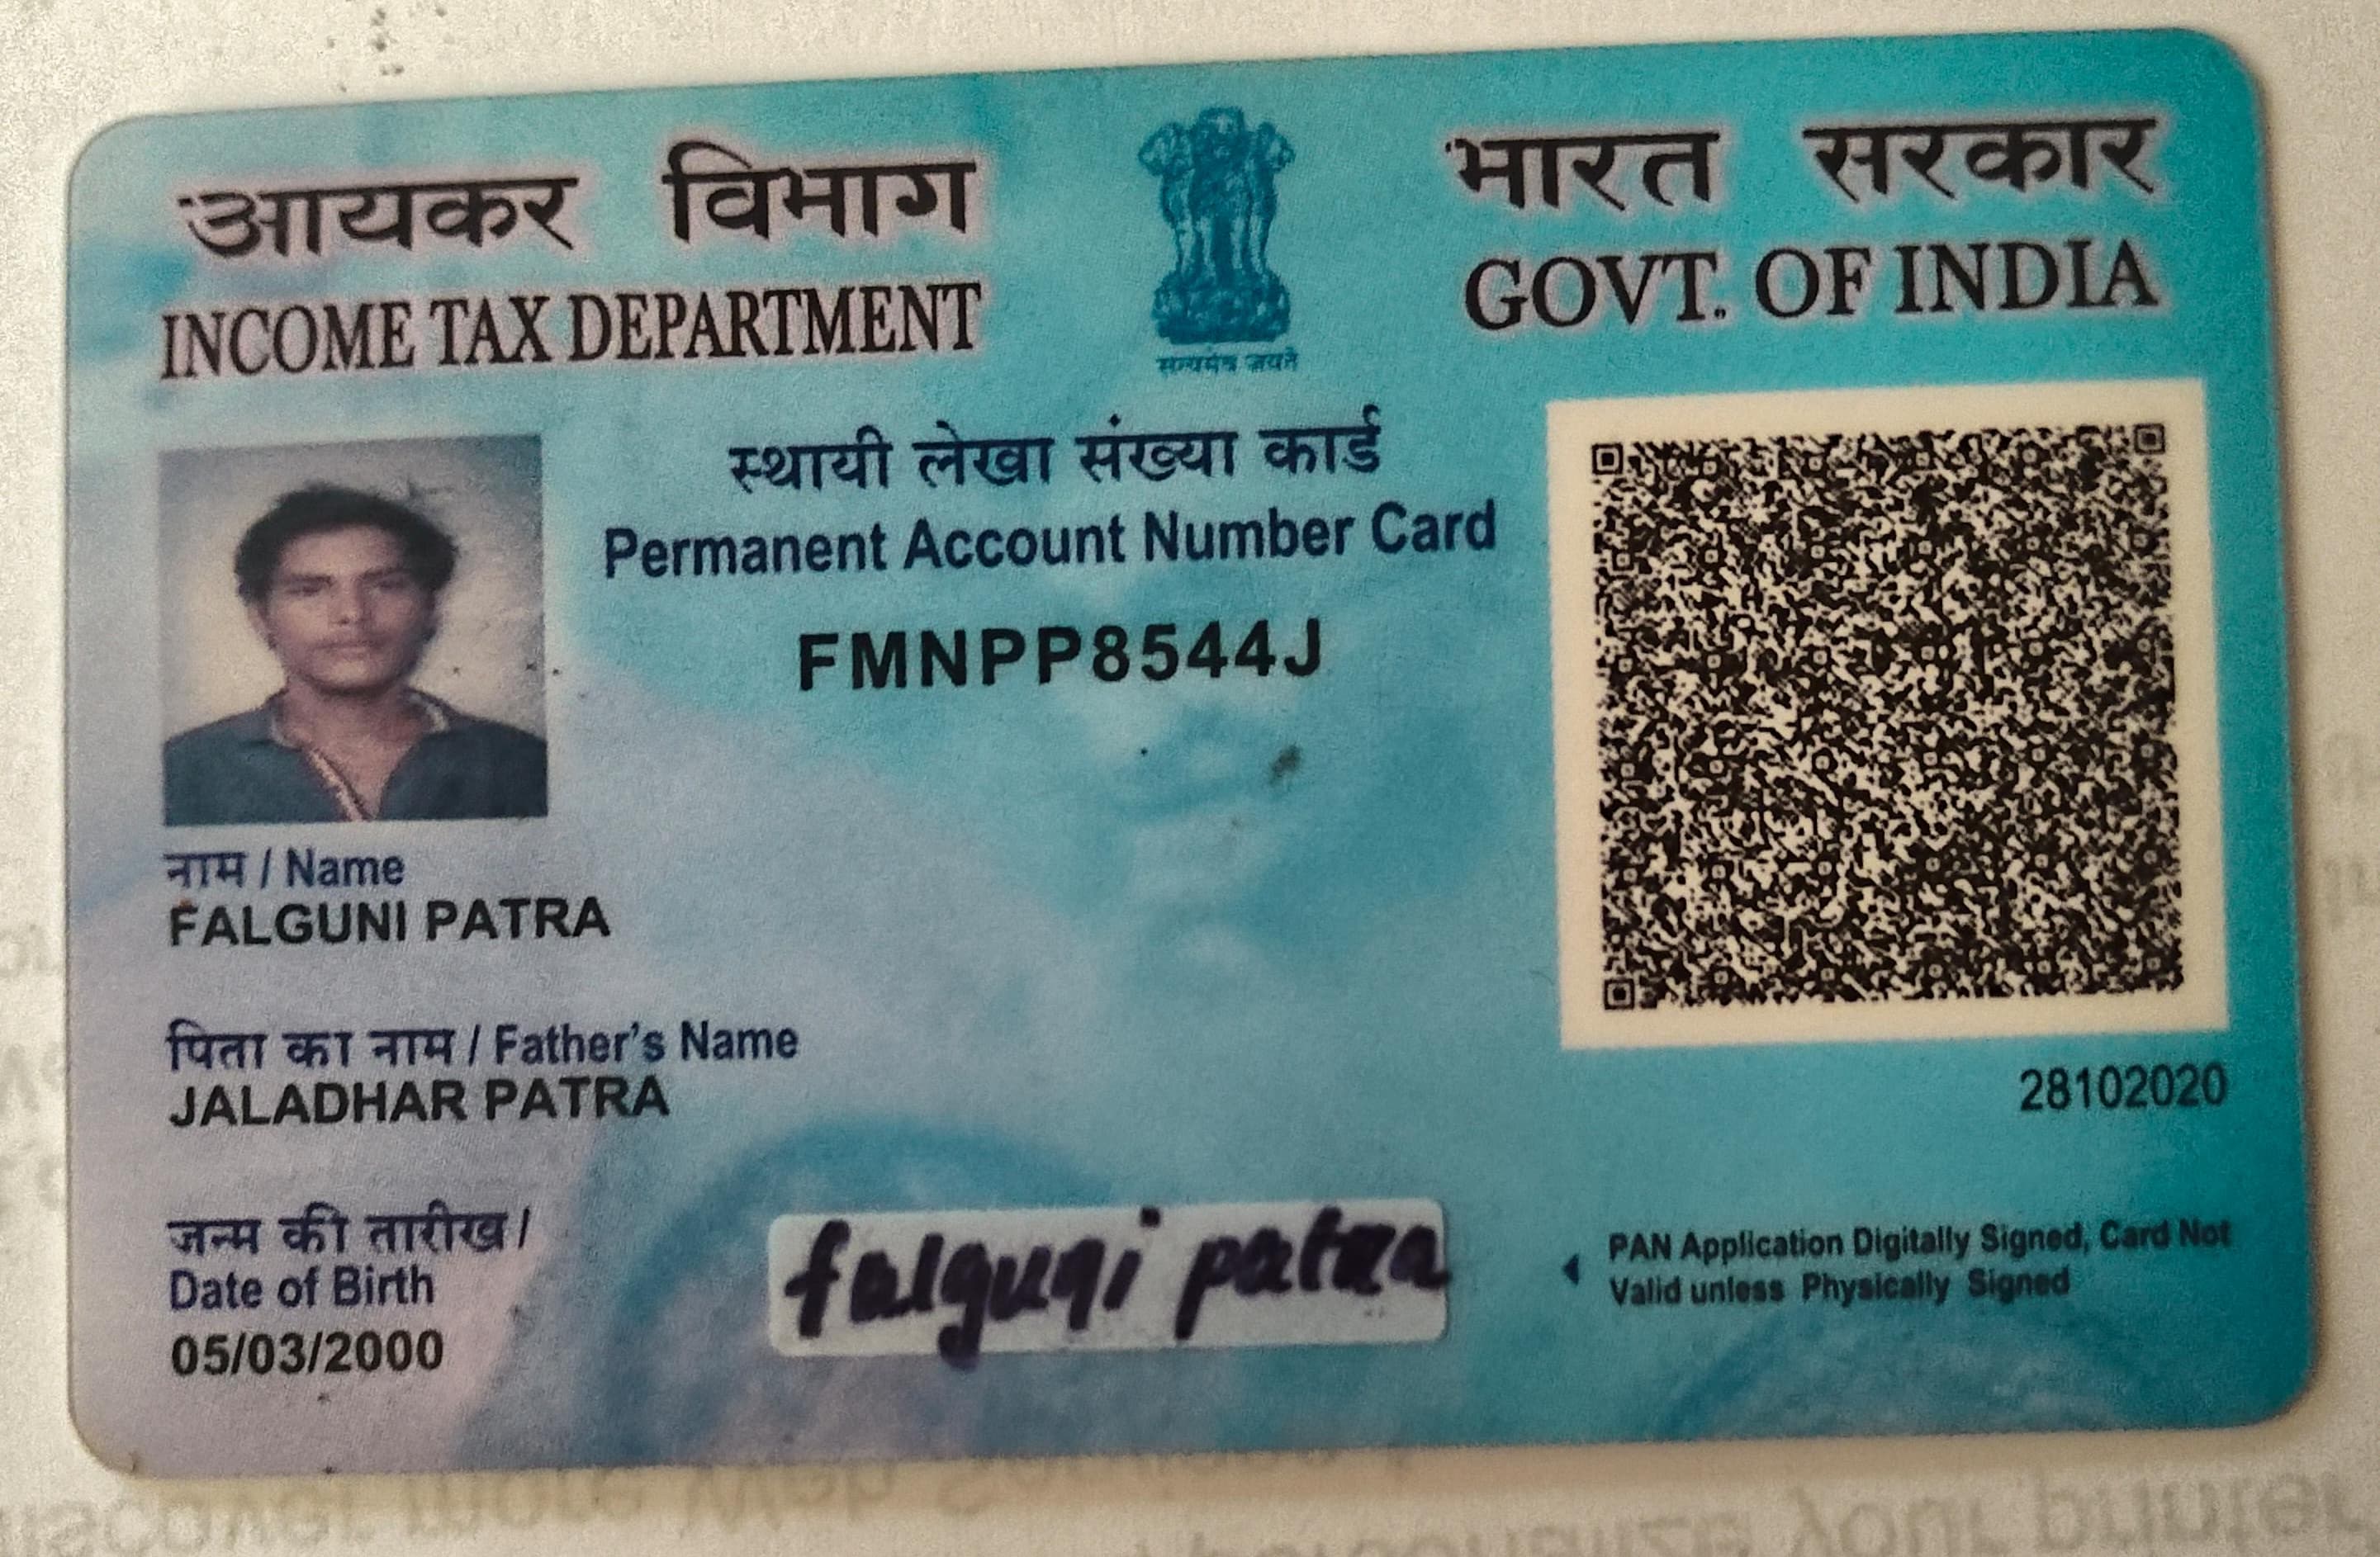 आयकर विभाग
INCOME TAX DEPARTMENT
सत्यमेव जयते
भारत सरकार
GOVT. OF INDIA
स्थायी लेखा संख्या कार्ड
Permanent Account Number Card
FMNPP8544J
नाम / Name
FALGUNI PATRA
पिता का नाम / Father's Name
JALADHAR PATRA
28102020
जन्म की तारीख /
Date of Birth
05/03/2000
falguni patra
PAN Application Digitally Signed, Card Not
Valid unless Physically Signed